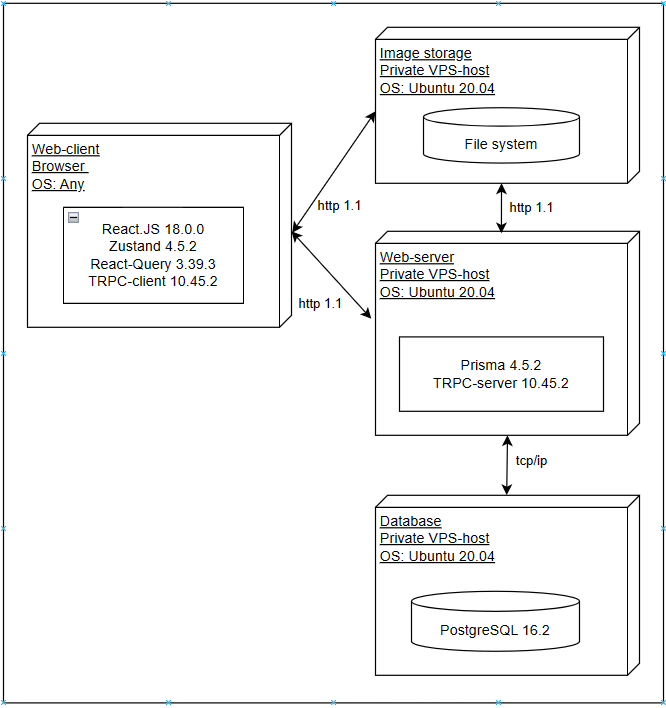 Image storage
Private VPS-host
OS: Ubuntu 20.04
File system
Web-client
Browser
OS: Any
React.JS 18.0.0
Zustand 4.5.2
React-Query 3.39.3
TRPC-client 10.45.2
http 1.1
http 1.1
http 1.1
Web-server
Private VPS-host
OS: Ubuntu 20.04
Prisma 4.5.2
TRPC-server 10.45.2
tcp/ip
Database
Private VPS-host
OS: Ubuntu 20.04
PostgreSQL 16.2